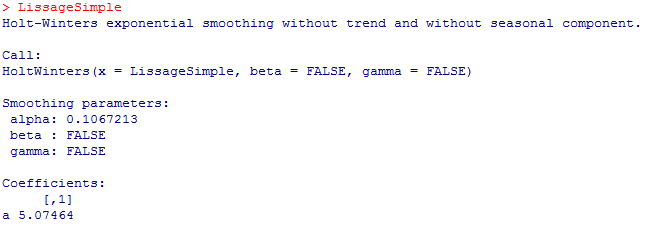 > LissageSimple
Holt-Winters exponential smoothing without trend and without seasonal component.
Call:
HoltWinters(x = LissageSimple, beta = FALSE, gamma = FALSE)
Smoothing parameters:
alpha: 0.1067213
beta : FALSE
gamma: FALSE
Coefficients:
[,1]
a 5.07464